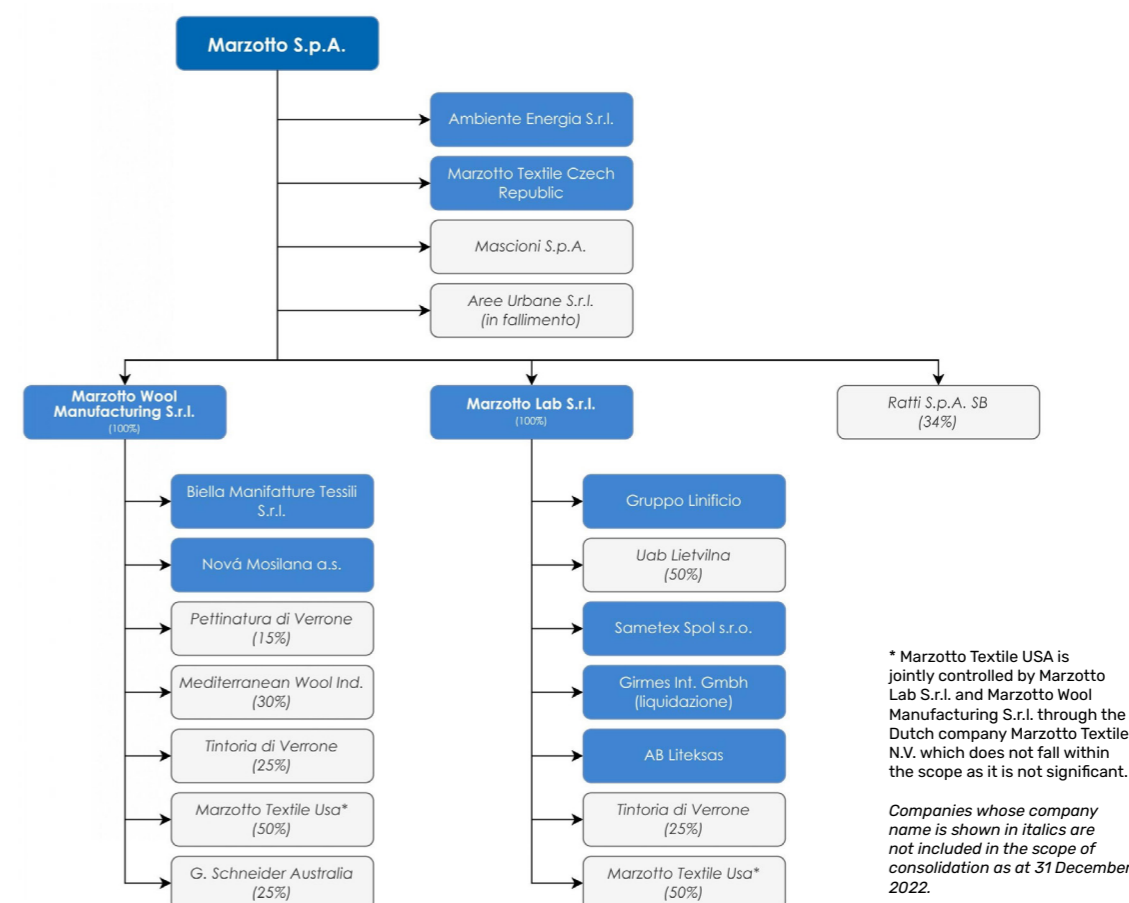 Marzotto S.p.A.
Ambiente Energia S.r.l.
Marzotto Textile Czech
Republic
Mascioni S.p.A.
Aree Urbane S.r.l.
(in fallimento)
Marzotto Wool
Manufacturing S.r.l.
(100%)
Marzotto Lab S.r.l.
(100%)
Ratti S.p.A. SB
(34%)
Biella Manifatture Tessili
S.r.l.
Nová Mosilana a.s.
Pettinatura di Verrone
(15%)
Mediterranean Wool Ind.
(30%)
Tintoria di Verrone
(25%)
Marzotto Textile Usa*
(50%)
G. Schneider Australia
(25%)
Gruppo Linificio
Uab Lietvilna
(50%)
Sametex Spol s.r.o.
Girmes Int. Gmbh
(liquidazione)
AB Liteksas
Tintoria di Verrone
(25%)
Marzotto Textile Usa*
(50%)
* Marzotto Textile USA is
jointly controlled by Marzotto
Lab S.r.l. and Marzotto Wool
Manufacturing S.r.l. through the
Dutch company Marzotto Textile
N.V. which does not fall within
the scope as it is not significant.
Companies whose company
name is shown in italics are
not included in the scope of
consolidation as at 31 December
2022.